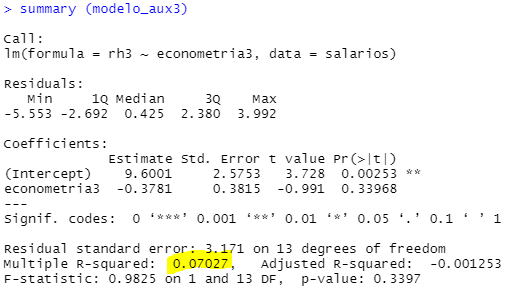 > summary (modelo_aux3)
Call:
lm(formula = rh3 ~ econometria3, data = salarios)
Residuals:
Min 1Q Median 3Q Max
-5.553 -2.692 0.425 2.380 3.992
Coefficients:
Estimate Std. Error t value Pr(>|t|)
(Intercept) 9.6001 2.5753 3.728 0.00253 **
econometria3 -0.3781 0.3815 -0.991 0.33968
---
Signif. codes: 0 ‘***’ 0.001 ‘**’ 0.01 ‘*’ 0.05 ‘.’ 0.1 ‘ ’ 1
Residual standard error: 3.171 on 13 degrees of freedom
Multiple R-squared: 0.07027, Adjusted R-squared: -0.001253
F-statistic: 0.9825 on 1 and 13 DF, p-value: 0.3397